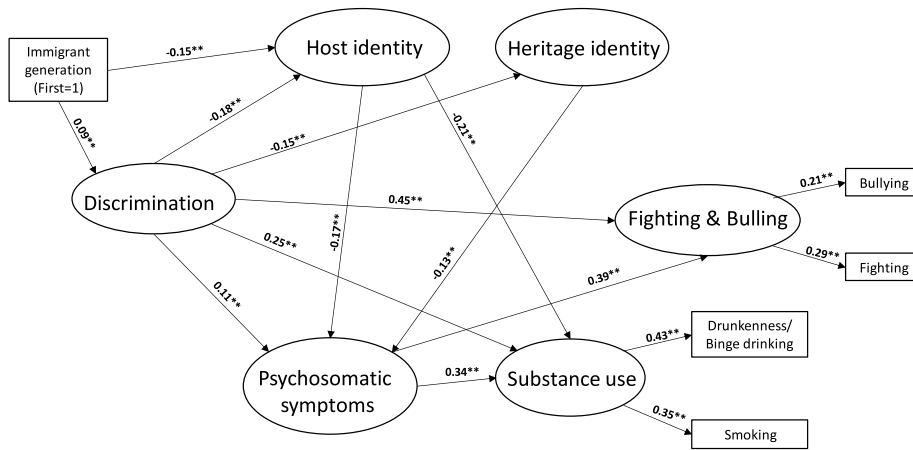 Immigrant
generation
(First=1)
-0.15**
Host identity
Heritage identity
0.09**
-0.18**
-0.15**
-0.21**
Discrimination
0.45**
Fighting & Bulling
0.21**
Bullying
0.29**
Fighting
0.25**
-0.17**
-0.13**
0.11**
0.39**
Psychosomatic
symptoms
0.34**
Substance use
0.43**
Drunkenness/
Binge drinking
0.35**
Smoking